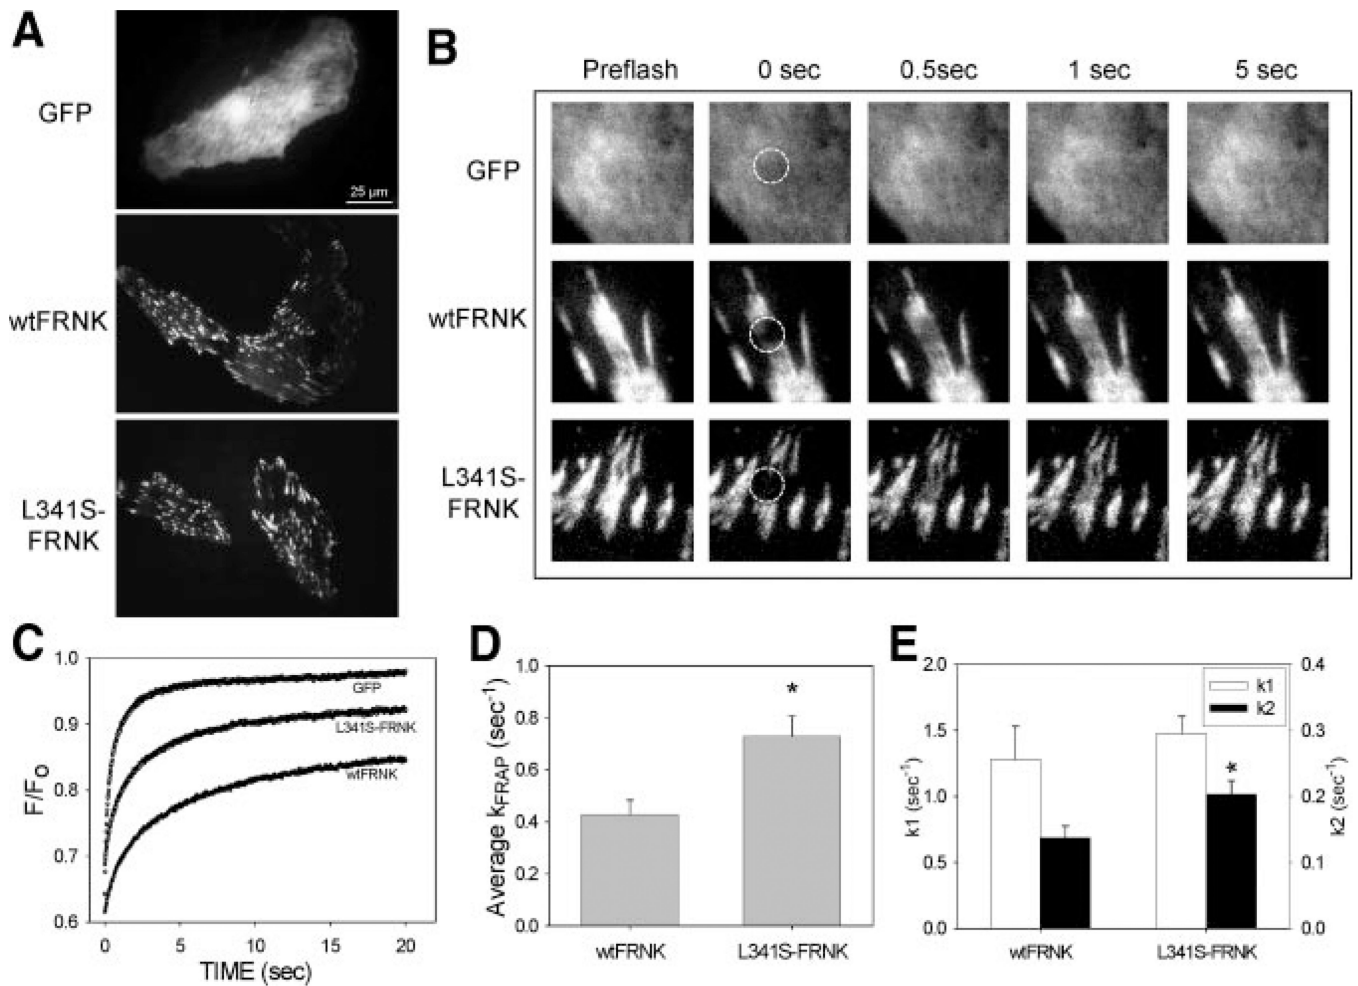 A
GFP
25 µm
wtFRNK
L341S-
FRNK
B
Preflash
0 sec
0.5sec
1 sec
5 sec
GFP
wtFRNK
L341S-
FRNK
C
1.0
0.9
0.8
0.7
0.6
F/Fo
GFP
L341S-FRNK
wtFRNK
0
5
10
15
20
TIME (sec)
D
1.0
0.8
0.6
0.4
0.2
0.0
Average kFRAP (sec-1)
*
wtFRNK
L341S-FRNK
E
2.0
1.5
1.0
0.5
0.0
k1 (sec-1)
k1
k2
*
0.4
0.3
0.2
0.1
0.0
k2 (sec-1)
wtFRNK
L341S-FRNK